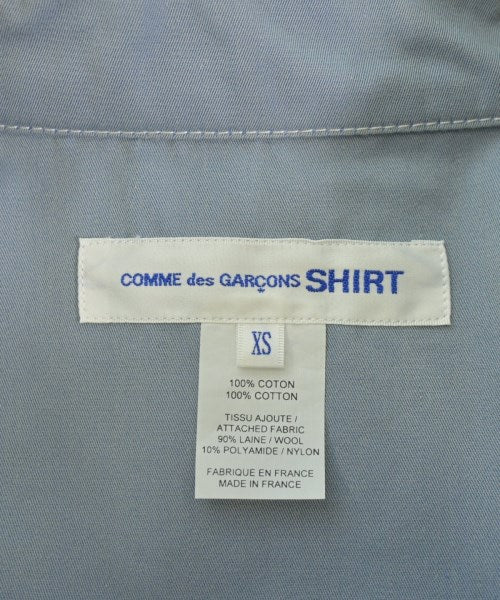 COMME des GARÇONS SHIRT
XS
100% COTON
100% COTTON
TISSU AJOUTE /
ATTACHED FABRIC
90% LAINE / WOOL
10% POLYAMIDE / NYLON
FABRIQUE EN FRANCE
MADE IN FRANCE